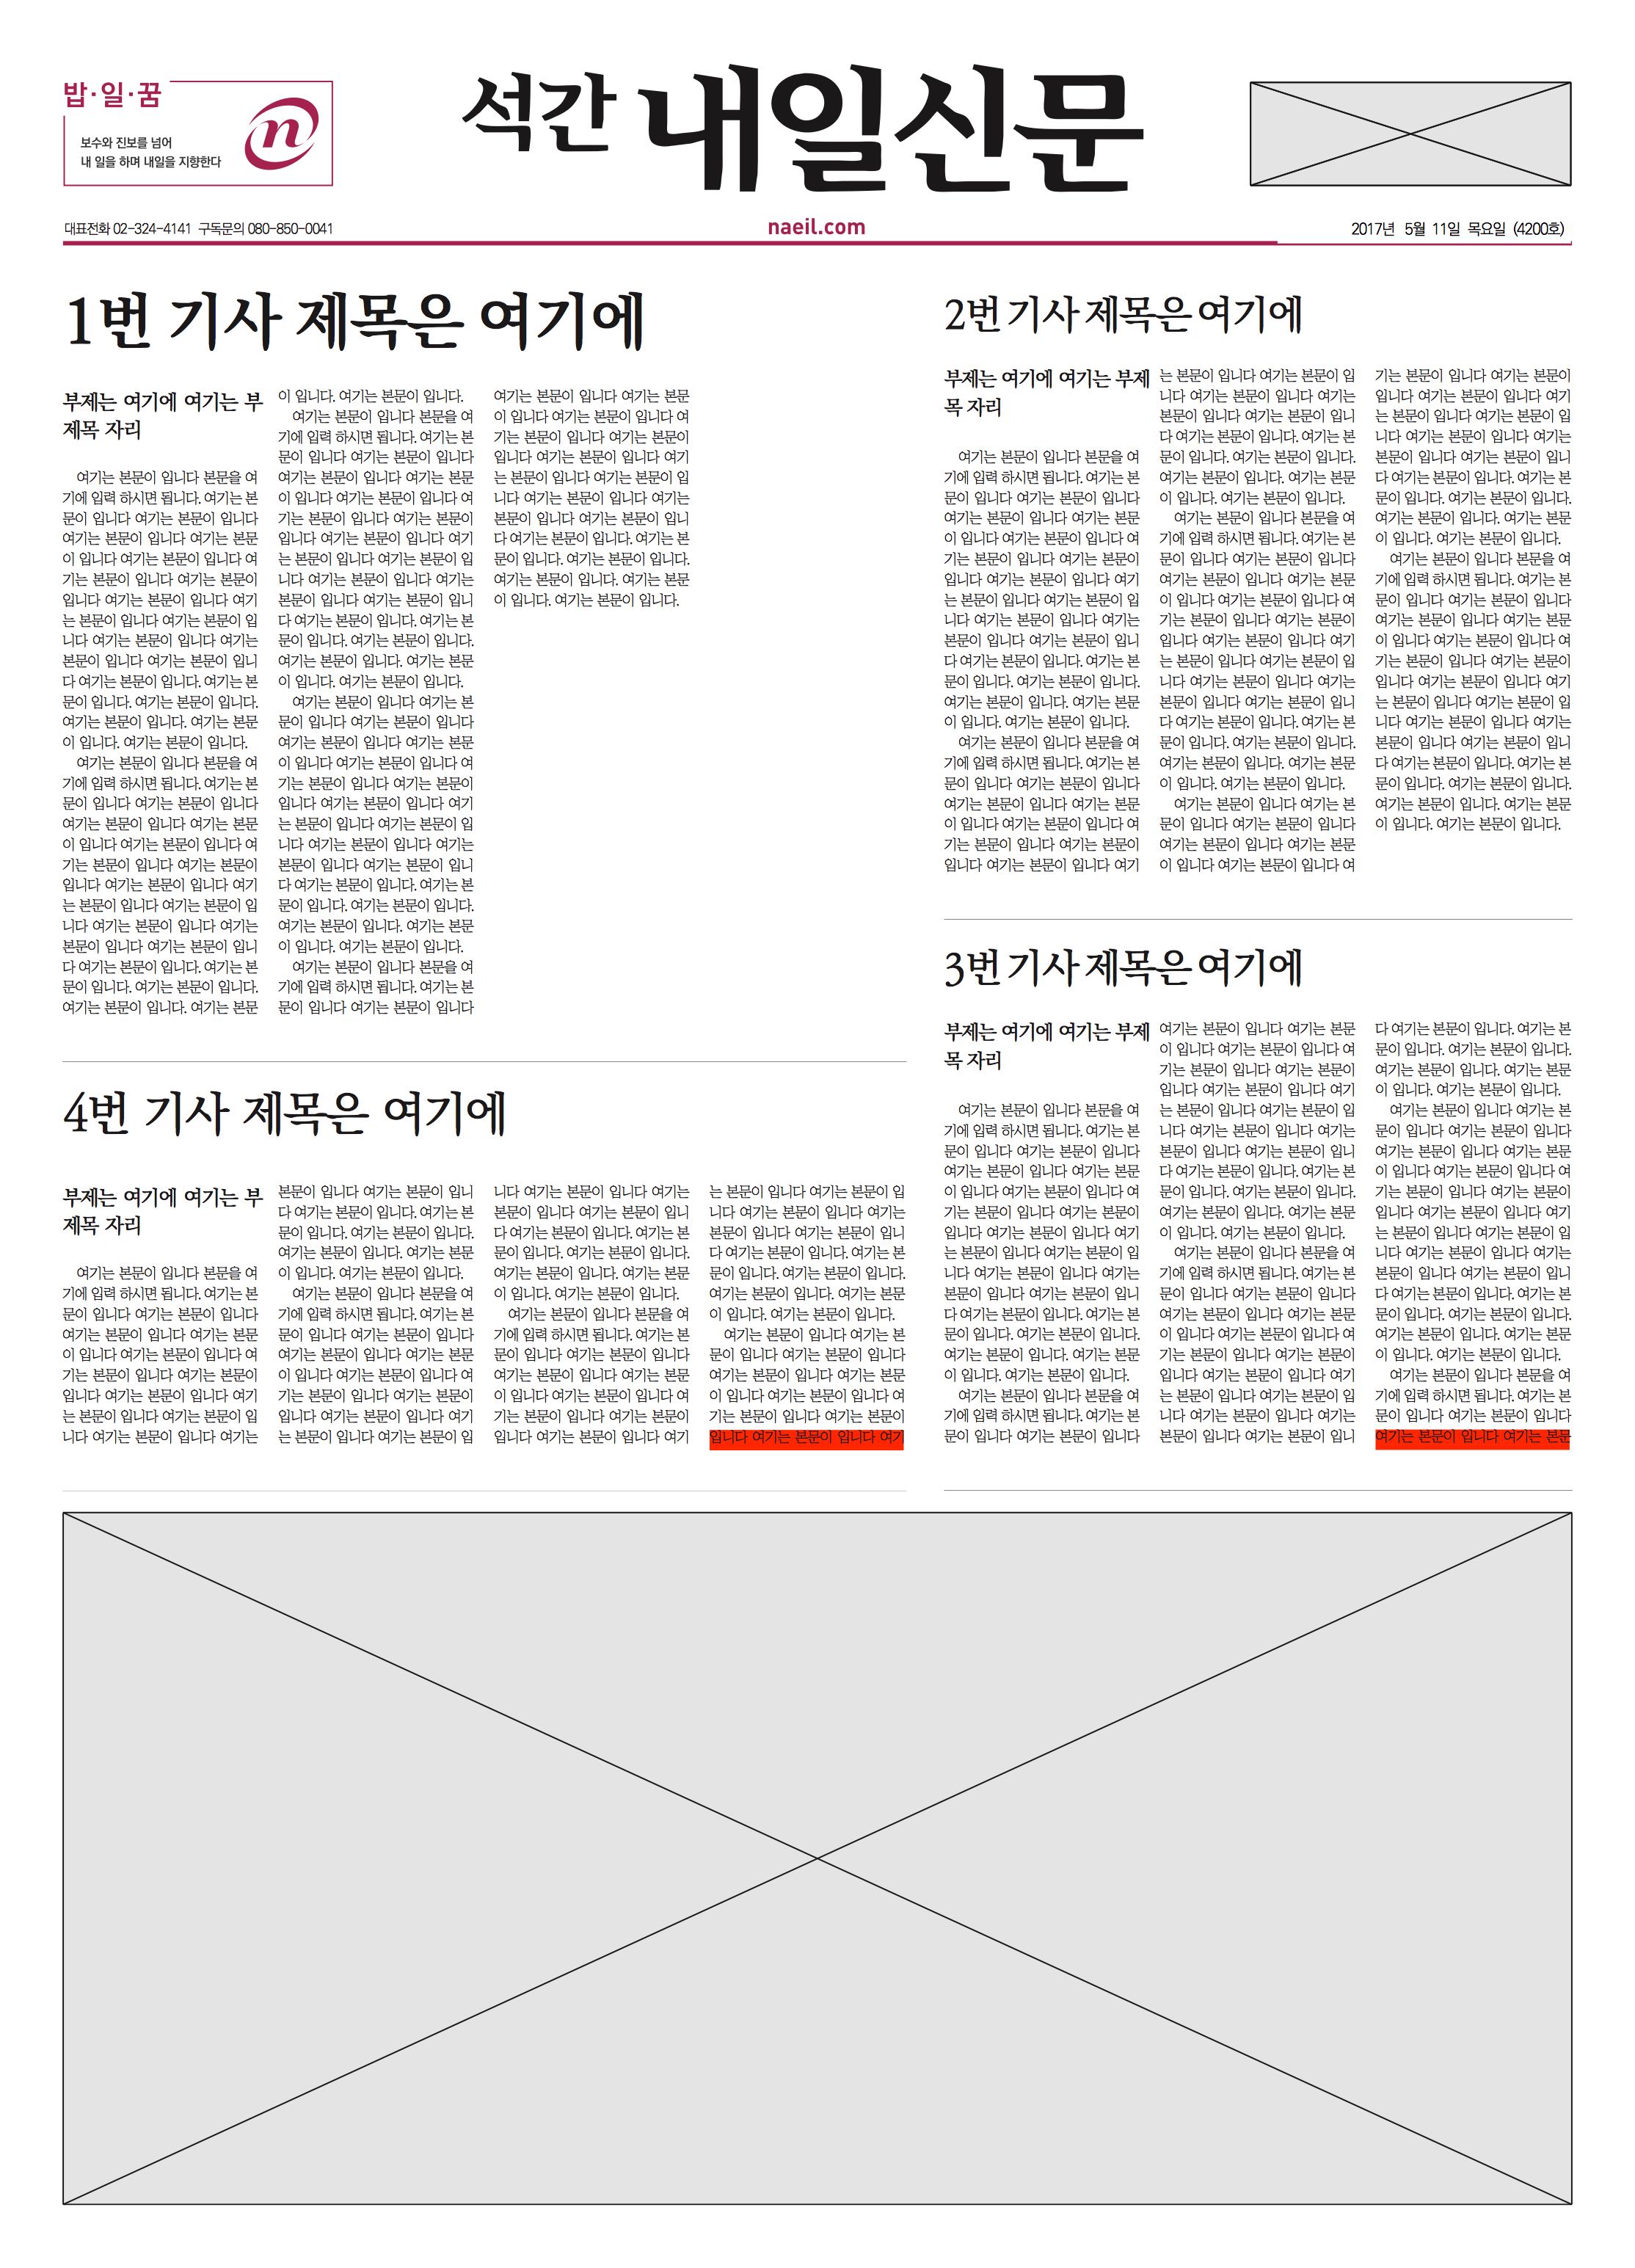 밥·일·꿈
보수와 진보를 넘어
내 일을 하며 내일을 지향한다
n
석간 내일신문
대표전화 02-324-4141 구독문의 080-850-0041
naeil.com
2017년 5월 11일 목요일 (4200호)
1번 기사 제목은 여기에
부제는 여기에 여기는 부
제목 자리
여기는 본문이 입니다 본문을 여
기에 입력 하시면 됩니다. 여기는 본
문이 입니다 여기는 본문이 입니다
여기는 본문이 입니다 여기는 본문
이 입니다 여기는 본문이 입니다 여
기는 본문이 입니다 여기는 본문이
입니다 여기는 본문이 입니다 여기
는 본문이 입니다 여기는 본문이 입
니다 여기는 본문이 입니다 여기는
본문이 입니다 여기는 본문이 입니
다 여기는 본문이 입니다. 여기는 본
문이 입니다. 여기는 본문이 입니다.
여기는 본문이 입니다. 여기는 본문
이 입니다. 여기는 본문이 입니다.
여기는 본문이 입니다 본문을 여
기에 입력 하시면 됩니다. 여기는 본
문이 입니다 여기는 본문이 입니다
여기는 본문이 입니다 여기는 본문
이 입니다 여기는 본문이 입니다 여
기는 본문이 입니다 여기는 본문이
입니다 여기는 본문이 입니다 여기
는 본문이 입니다 여기는 본문이 입
니다 여기는 본문이 입니다 여기는
본문이 입니다 여기는 본문이 입니
다 여기는 본문이 입니다. 여기는 본
문이 입니다. 여기는 본문이 입니다.
여기는 본문이 입니다. 여기는 본문
이 입니다. 여기는 본문이 입니다.
여기는 본문이 입니다 본문을 여
기에 입력 하시면 됩니다. 여기는 본
문이 입니다 여기는 본문이 입니다
여기는 본문이 입니다 여기는 본문
이 입니다 여기는 본문이 입니다 여
기는 본문이 입니다 여기는 본문이
입니다 여기는 본문이 입니다 여기
는 본문이 입니다 여기는 본문이 입
니다 여기는 본문이 입니다 여기는
본문이 입니다 여기는 본문이 입니
다 여기는 본문이 입니다. 여기는 본
문이 입니다. 여기는 본문이 입니다.
여기는 본문이 입니다. 여기는 본문
이 입니다. 여기는 본문이 입니다.
여기는 본문이 입니다 여기는 본
문이 입니다 여기는 본문이 입니다
여기는 본문이 입니다 여기는 본문
이 입니다 여기는 본문이 입니다 여
기는 본문이 입니다 여기는 본문이
입니다 여기는 본문이 입니다 여기
는 본문이 입니다 여기는 본문이 입
니다 여기는 본문이 입니다 여기는
본문이 입니다 여기는 본문이 입니
다 여기는 본문이 입니다. 여기는 본
문이 입니다. 여기는 본문이 입니다.
여기는 본문이 입니다. 여기는 본문
이 입니다. 여기는 본문이 입니다.
여기는 본문이 입니다 본문을 여
기에 입력 하시면 됩니다. 여기는 본
문이 입니다 여기는 본문이 입니다
여기는 본문이 입니다 여기는 본문
이 입니다 여기는 본문이 입니다 여
기는 본문이 입니다 여기는 본문이
입니다 여기는 본문이 입니다 여기
는 본문이 입니다 여기는 본문이 입
니다 여기는 본문이 입니다 여기는
본문이 입니다 여기는 본문이 입니
다 여기는 본문이 입니다. 여기는 본
문이 입니다. 여기는 본문이 입니다.
여기는 본문이 입니다. 여기는 본문
이 입니다. 여기는 본문이 입니다.
2번 기사 제목은 여기에
부제는 여기에 여기는 부제
목 자리
여기는 본문이 입니다 본문을 여
기에 입력 하시면 됩니다. 여기는 본
문이 입니다 여기는 본문이 입니다
여기는 본문이 입니다 여기는 본문
이 입니다 여기는 본문이 입니다 여
기는 본문이 입니다 여기는 본문이
입니다 여기는 본문이 입니다 여기
는 본문이 입니다 여기는 본문이 입
니다 여기는 본문이 입니다 여기는
본문이 입니다 여기는 본문이 입니
다 여기는 본문이 입니다. 여기는 본
문이 입니다. 여기는 본문이 입니다.
여기는 본문이 입니다. 여기는 본문
이 입니다. 여기는 본문이 입니다.
여기는 본문이 입니다 본문을 여
기에 입력 하시면 됩니다. 여기는 본
문이 입니다 여기는 본문이 입니다
여기는 본문이 입니다 여기는 본문
이 입니다 여기는 본문이 입니다 여
기는 본문이 입니다 여기는 본문이
입니다 여기는 본문이 입니다 여기
는 본문이 입니다 여기는 본문이 입
니다 여기는 본문이 입니다 여기는
본문이 입니다 여기는 본문이 입니
다 여기는 본문이 입니다. 여기는 본
문이 입니다. 여기는 본문이 입니다.
여기는 본문이 입니다. 여기는 본문
이 입니다. 여기는 본문이 입니다.
여기는 본문이 입니다 본문을 여
기에 입력 하시면 됩니다. 여기는 본
문이 입니다 여기는 본문이 입니다
여기는 본문이 입니다 여기는 본문
이 입니다 여기는 본문이 입니다 여
기는 본문이 입니다 여기는 본문이
입니다 여기는 본문이 입니다 여기
는 본문이 입니다 여기는 본문이 입
니다 여기는 본문이 입니다 여기는
본문이 입니다 여기는 본문이 입니
다 여기는 본문이 입니다. 여기는 본
문이 입니다. 여기는 본문이 입니다.
여기는 본문이 입니다. 여기는 본문
이 입니다. 여기는 본문이 입니다.
여기는 본문이 입니다 여기는 본
문이 입니다 여기는 본문이 입니다
여기는 본문이 입니다 여기는 본문
이 입니다 여기는 본문이 입니다 여
기는 본문이 입니다 여기는 본문이
입니다 여기는 본문이 입니다 여기
는 본문이 입니다 여기는 본문이 입
니다 여기는 본문이 입니다 여기는
본문이 입니다 여기는 본문이 입니
다 여기는 본문이 입니다. 여기는 본
문이 입니다. 여기는 본문이 입니다.
여기는 본문이 입니다. 여기는 본문
이 입니다. 여기는 본문이 입니다.
여기는 본문이 입니다 본문을 여
기에 입력 하시면 됩니다. 여기는 본
문이 입니다 여기는 본문이 입니다
여기는 본문이 입니다 여기는 본문
이 입니다 여기는 본문이 입니다 여
기는 본문이 입니다 여기는 본문이
입니다 여기는 본문이 입니다 여기
는 본문이 입니다 여기는 본문이 입
니다 여기는 본문이 입니다 여기는
본문이 입니다 여기는 본문이 입니
다 여기는 본문이 입니다. 여기는 본
문이 입니다. 여기는 본문이 입니다.
여기는 본문이 입니다. 여기는 본문
이 입니다. 여기는 본문이 입니다.
3번 기사 제목은 여기에
부제는 여기에 여기는 부제
목 자리
여기는 본문이 입니다 본문을 여
기에 입력 하시면 됩니다. 여기는 본
문이 입니다 여기는 본문이 입니다
여기는 본문이 입니다 여기는 본문
이 입니다 여기는 본문이 입니다 여
기는 본문이 입니다 여기는 본문이
입니다 여기는 본문이 입니다 여기
는 본문이 입니다 여기는 본문이 입
니다 여기는 본문이 입니다 여기는
본문이 입니다 여기는 본문이 입니
다 여기는 본문이 입니다. 여기는 본
문이 입니다. 여기는 본문이 입니다.
여기는 본문이 입니다. 여기는 본문
이 입니다. 여기는 본문이 입니다.
여기는 본문이 입니다 본문을 여
기에 입력 하시면 됩니다. 여기는 본
문이 입니다 여기는 본문이 입니다
여기는 본문이 입니다 여기는 본문
이 입니다 여기는 본문이 입니다 여
기는 본문이 입니다 여기는 본문이
입니다 여기는 본문이 입니다 여기
는 본문이 입니다 여기는 본문이 입
니다 여기는 본문이 입니다 여기는
본문이 입니다 여기는 본문이 입니
다 여기는 본문이 입니다. 여기는 본
문이 입니다. 여기는 본문이 입니다.
여기는 본문이 입니다. 여기는 본문
이 입니다. 여기는 본문이 입니다.
여기는 본문이 입니다 본문을 여
기에 입력 하시면 됩니다. 여기는 본
문이 입니다 여기는 본문이 입니다
여기는 본문이 입니다 여기는 본문
이 입니다 여기는 본문이 입니다 여
기는 본문이 입니다 여기는 본문이
입니다 여기는 본문이 입니다 여기
는 본문이 입니다 여기는 본문이 입
니다 여기는 본문이 입니다 여기는
본문이 입니다 여기는 본문이 입니
다 여기는 본문이 입니다. 여기는 본
문이 입니다. 여기는 본문이 입니다.
여기는 본문이 입니다. 여기는 본문
이 입니다. 여기는 본문이 입니다.
여기는 본문이 입니다 여기는 본
문이 입니다 여기는 본문이 입니다
여기는 본문이 입니다 여기는 본문
이 입니다 여기는 본문이 입니다 여
기는 본문이 입니다 여기는 본문이
입니다 여기는 본문이 입니다 여기
는 본문이 입니다 여기는 본문이 입
니다 여기는 본문이 입니다 여기는
본문이 입니다 여기는 본문이 입니
다 여기는 본문이 입니다. 여기는 본
문이 입니다. 여기는 본문이 입니다.
여기는 본문이 입니다. 여기는 본문
이 입니다. 여기는 본문이 입니다.
여기는 본문이 입니다 본문을 여
기에 입력 하시면 됩니다. 여기는 본
문이 입니다 여기는 본문이 입니다
여기는 본문이 입니다 여기는 본문
4번 기사 제목은 여기에
부제는 여기에 여기는 부
제목 자리
여기는 본문이 입니다 본문을 여
기에 입력 하시면 됩니다. 여기는 본
문이 입니다 여기는 본문이 입니다
여기는 본문이 입니다 여기는 본문
이 입니다 여기는 본문이 입니다 여
기는 본문이 입니다 여기는 본문이
입니다 여기는 본문이 입니다 여기
는 본문이 입니다 여기는 본문이 입
니다 여기는 본문이 입니다 여기는
본문이 입니다 여기는 본문이 입니
다 여기는 본문이 입니다. 여기는 본
문이 입니다. 여기는 본문이 입니다.
여기는 본문이 입니다. 여기는 본문
이 입니다. 여기는 본문이 입니다.
여기는 본문이 입니다 본문을 여
기에 입력 하시면 됩니다. 여기는 본
문이 입니다 여기는 본문이 입니다
여기는 본문이 입니다 여기는 본문
이 입니다 여기는 본문이 입니다 여
기는 본문이 입니다 여기는 본문이
입니다 여기는 본문이 입니다 여기
는 본문이 입니다 여기는 본문이 입
니다 여기는 본문이 입니다 여기는
본문이 입니다 여기는 본문이 입니
다 여기는 본문이 입니다. 여기는 본
문이 입니다. 여기는 본문이 입니다.
여기는 본문이 입니다. 여기는 본문
이 입니다. 여기는 본문이 입니다.
여기는 본문이 입니다 본문을 여
기에 입력 하시면 됩니다. 여기는 본
문이 입니다 여기는 본문이 입니다
여기는 본문이 입니다 여기는 본문
이 입니다 여기는 본문이 입니다 여
기는 본문이 입니다 여기는 본문이
입니다 여기는 본문이 입니다 여기
는 본문이 입니다 여기는 본문이 입
니다 여기는 본문이 입니다 여기는
본문이 입니다 여기는 본문이 입니
다 여기는 본문이 입니다. 여기는 본
문이 입니다. 여기는 본문이 입니다.
여기는 본문이 입니다. 여기는 본문
이 입니다. 여기는 본문이 입니다.
여기는 본문이 입니다 여기는 본
문이 입니다 여기는 본문이 입니다
여기는 본문이 입니다 여기는 본문
이 입니다 여기는 본문이 입니다 여
기는 본문이 입니다 여기는 본문이
입니다 여기는 본문이 입니다 여기